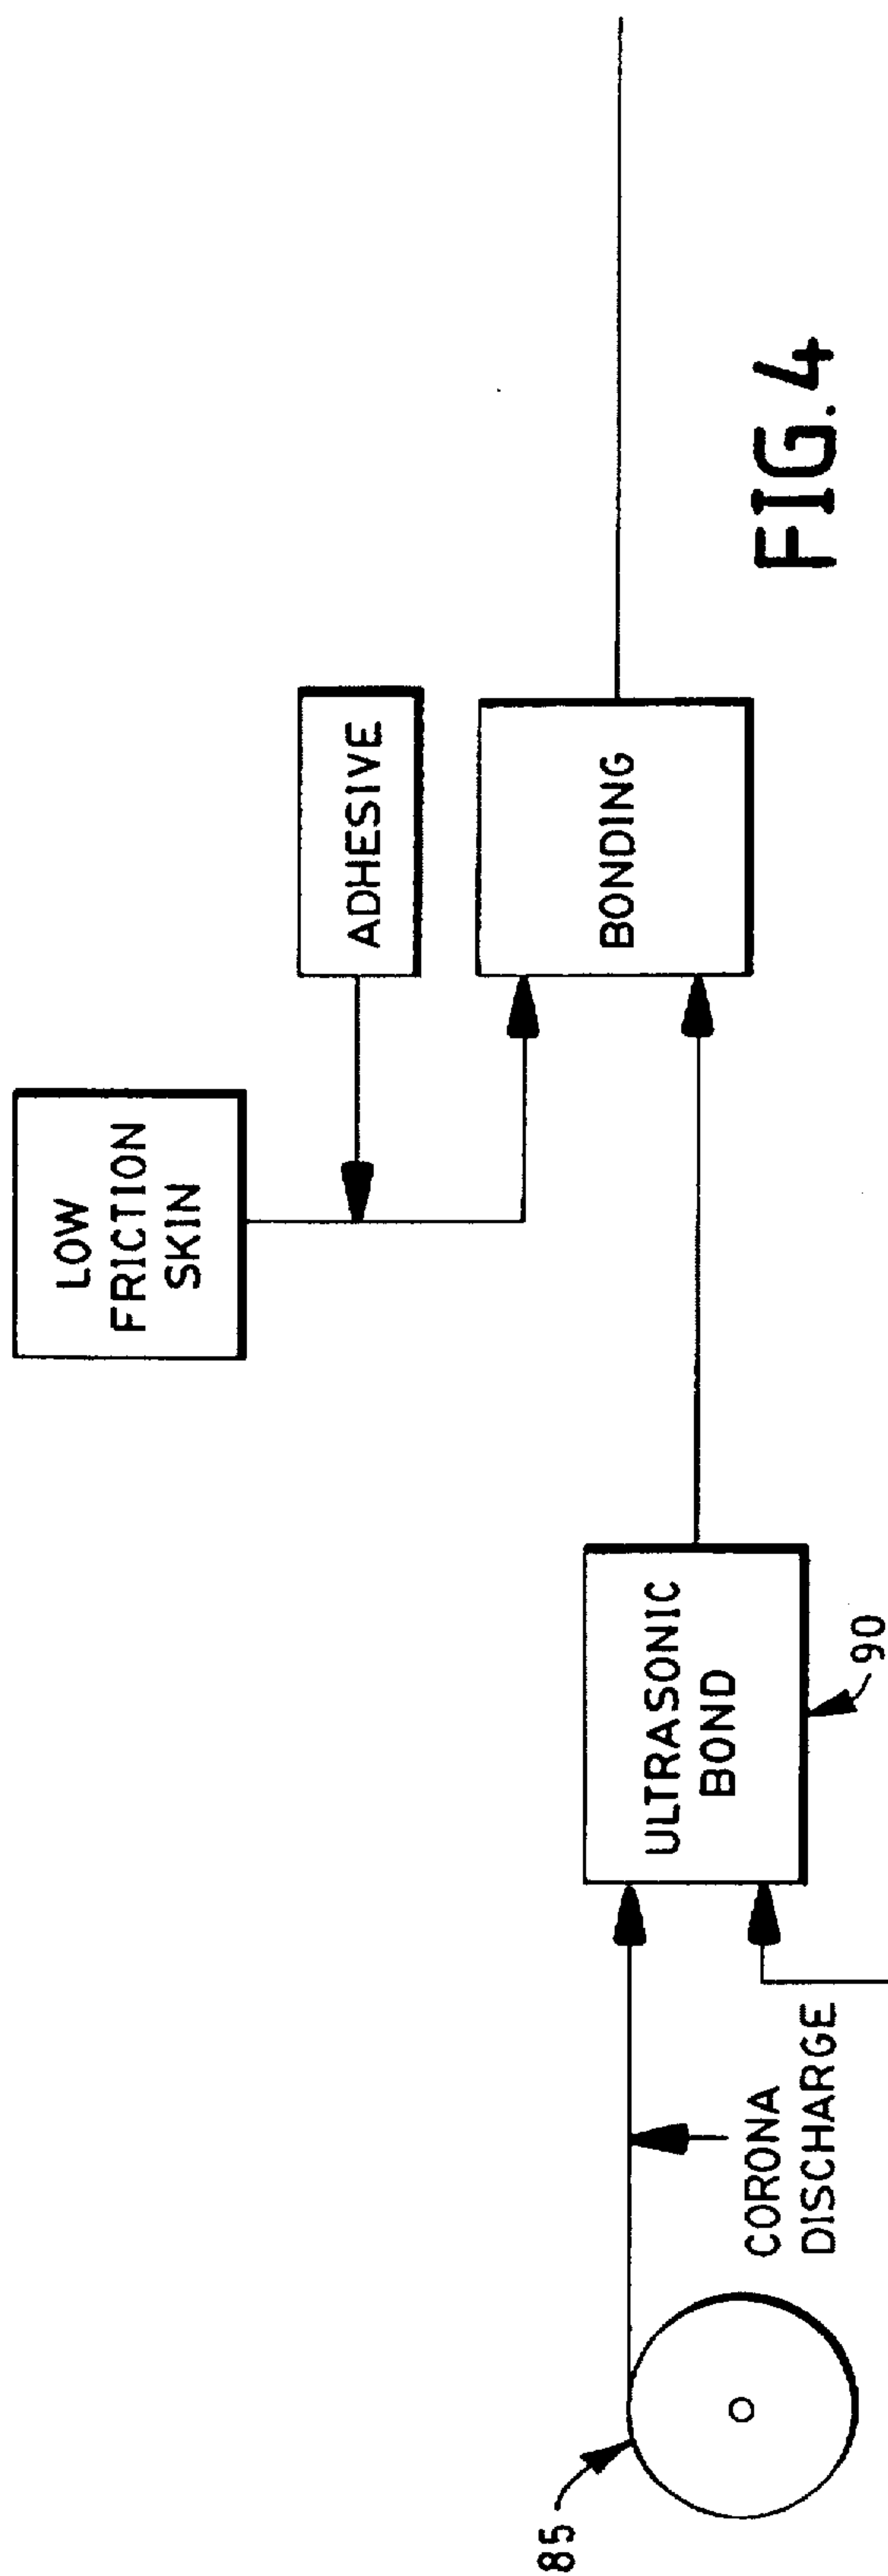 LOW
FRICTION
SKIN
ADHESIVE
BONDING
ULTRASONIC
BOND
90
CORONA
DISCHARGE
85
FIG.4